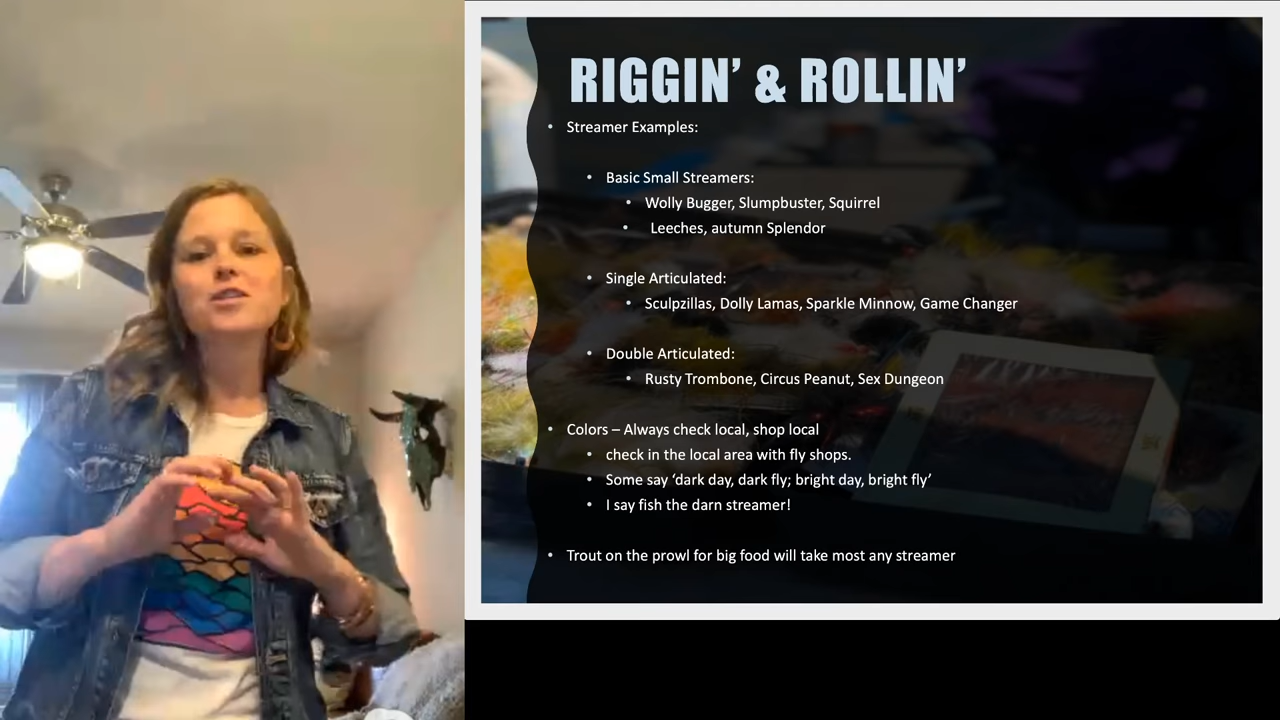 RIGGIN’ & ROLLIN’
• Streamer Examples:
• Basic Small Streamers:
• Wolly Bugger, Slumpbuster, Squirrel
• Leeches, autumn Splendor
• Single Articulated:
• Sculpzillas, Dolly Lamas, Sparkle Minnow, Game Changer
• Double Articulated:
• Rusty Trombone, Circus Peanut, Sex Dungeon
• Colors – Always check local, shop local
• check in the local area with fly shops.
• Some say ‘dark day, dark fly; bright day, bright fly’
• I say fish the darn streamer!
• Trout on the prowl for big food will take most any streamer